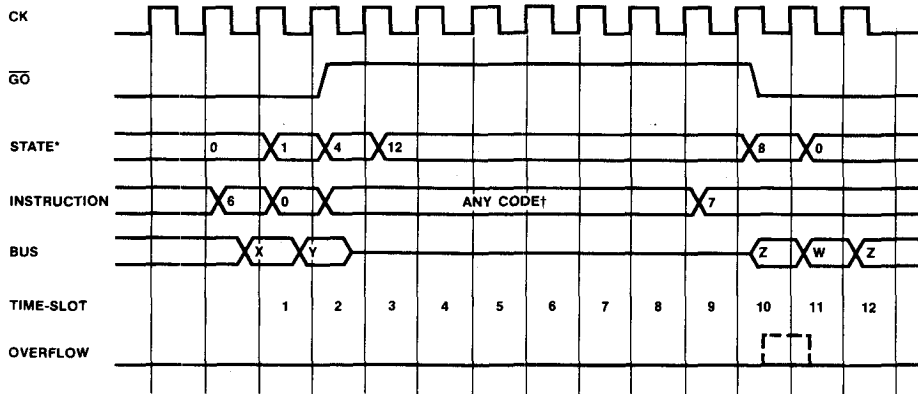 CK
GO
STATE* 0 1 4 12 8 0
INSTRUCTION 6 0 ANY CODE† 7
BUS X Y Z W Z
TIME-SLOT 1 2 3 4 5 6 7 8 9 10 11 12
OVERFLOW